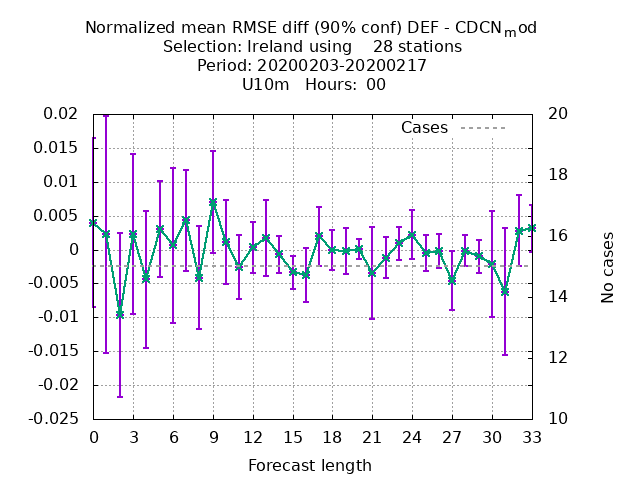 Normalized mean RMSE diff (90% conf) DEF - CDCNmod
Selection: Ireland using    28 stations
Period: 20200203-20200217
U10m   Hours:  00
Cases
0.02
0.015
0.01
0.005
0
-0.005
-0.01
-0.015
-0.02
-0.025
20
18
16
14
12
10
No cases
0 3 6 9 12 15 18 21 24 27 30 33
Forecast length